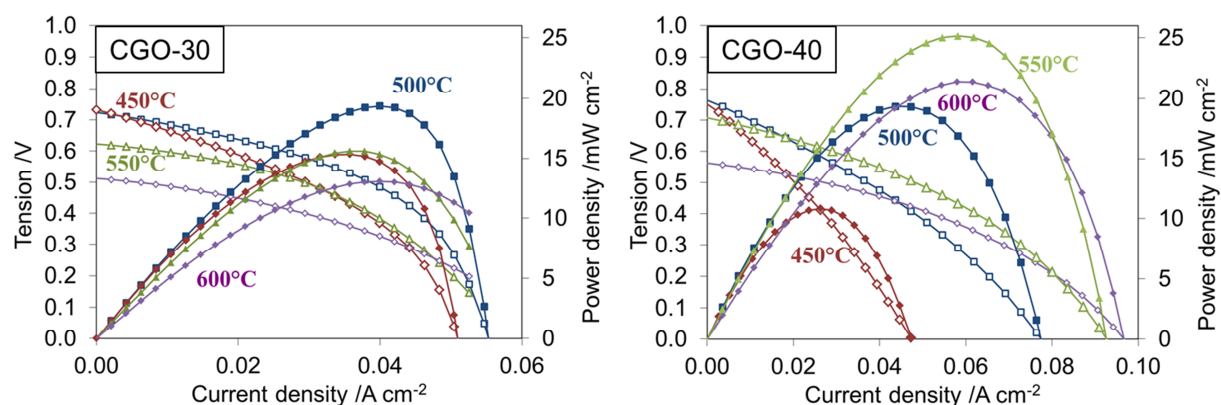 CGO-30
1.0
0.9
0.8
0.7
0.6
0.5
0.4
0.3
0.2
0.1
0.0
Tension /V
450°C
500°C
550°C
600°C
25
20
15
10
5
0
Power density /mW cm-2
0.00
0.02
0.04
0.06
Current density /A cm-2
CGO-40
1.0
0.9
0.8
0.7
0.6
0.5
0.4
0.3
0.2
0.1
0.0
Tension /V
550°C
600°C
500°C
450°C
25
20
15
10
5
0
Power density /mW cm-2
0.00
0.02
0.04
0.06
0.08
0.10
Current density /A cm-2